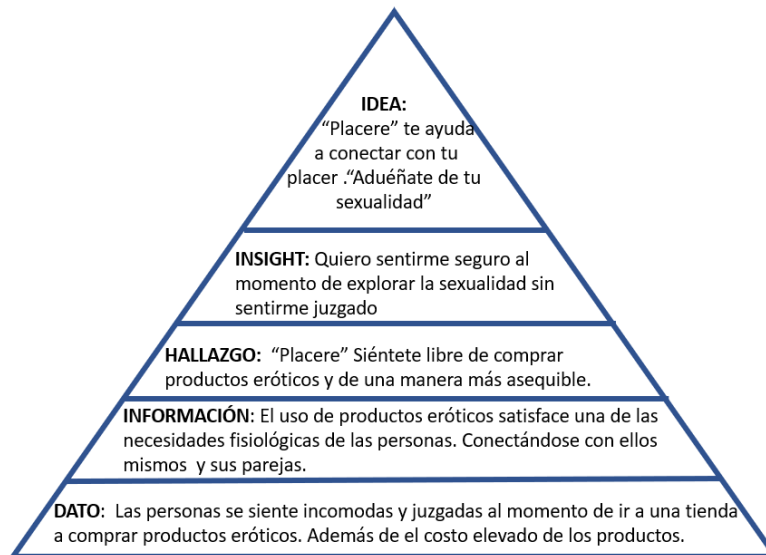 IDEA:
“Placere” te ayuda
a conectar con tu
placer .“Aduéñate de tu
sexualidad”
INSIGHT: Quiero sentirme seguro al
momento de explorar la sexualidad sin
sentirme juzgado
HALLAZGO: “Placere” Siéntete libre de comprar
productos eróticos y de una manera más asequible.
INFORMACIÓN: El uso de productos eróticos satisface una de las
necesidades fisiológicas de las personas. Conectándose con ellos
mismos y sus parejas.
DATO: Las personas se siente incomodas y juzgadas al momento de ir a una tienda
a comprar productos eróticos. Además de el costo elevado de los productos.